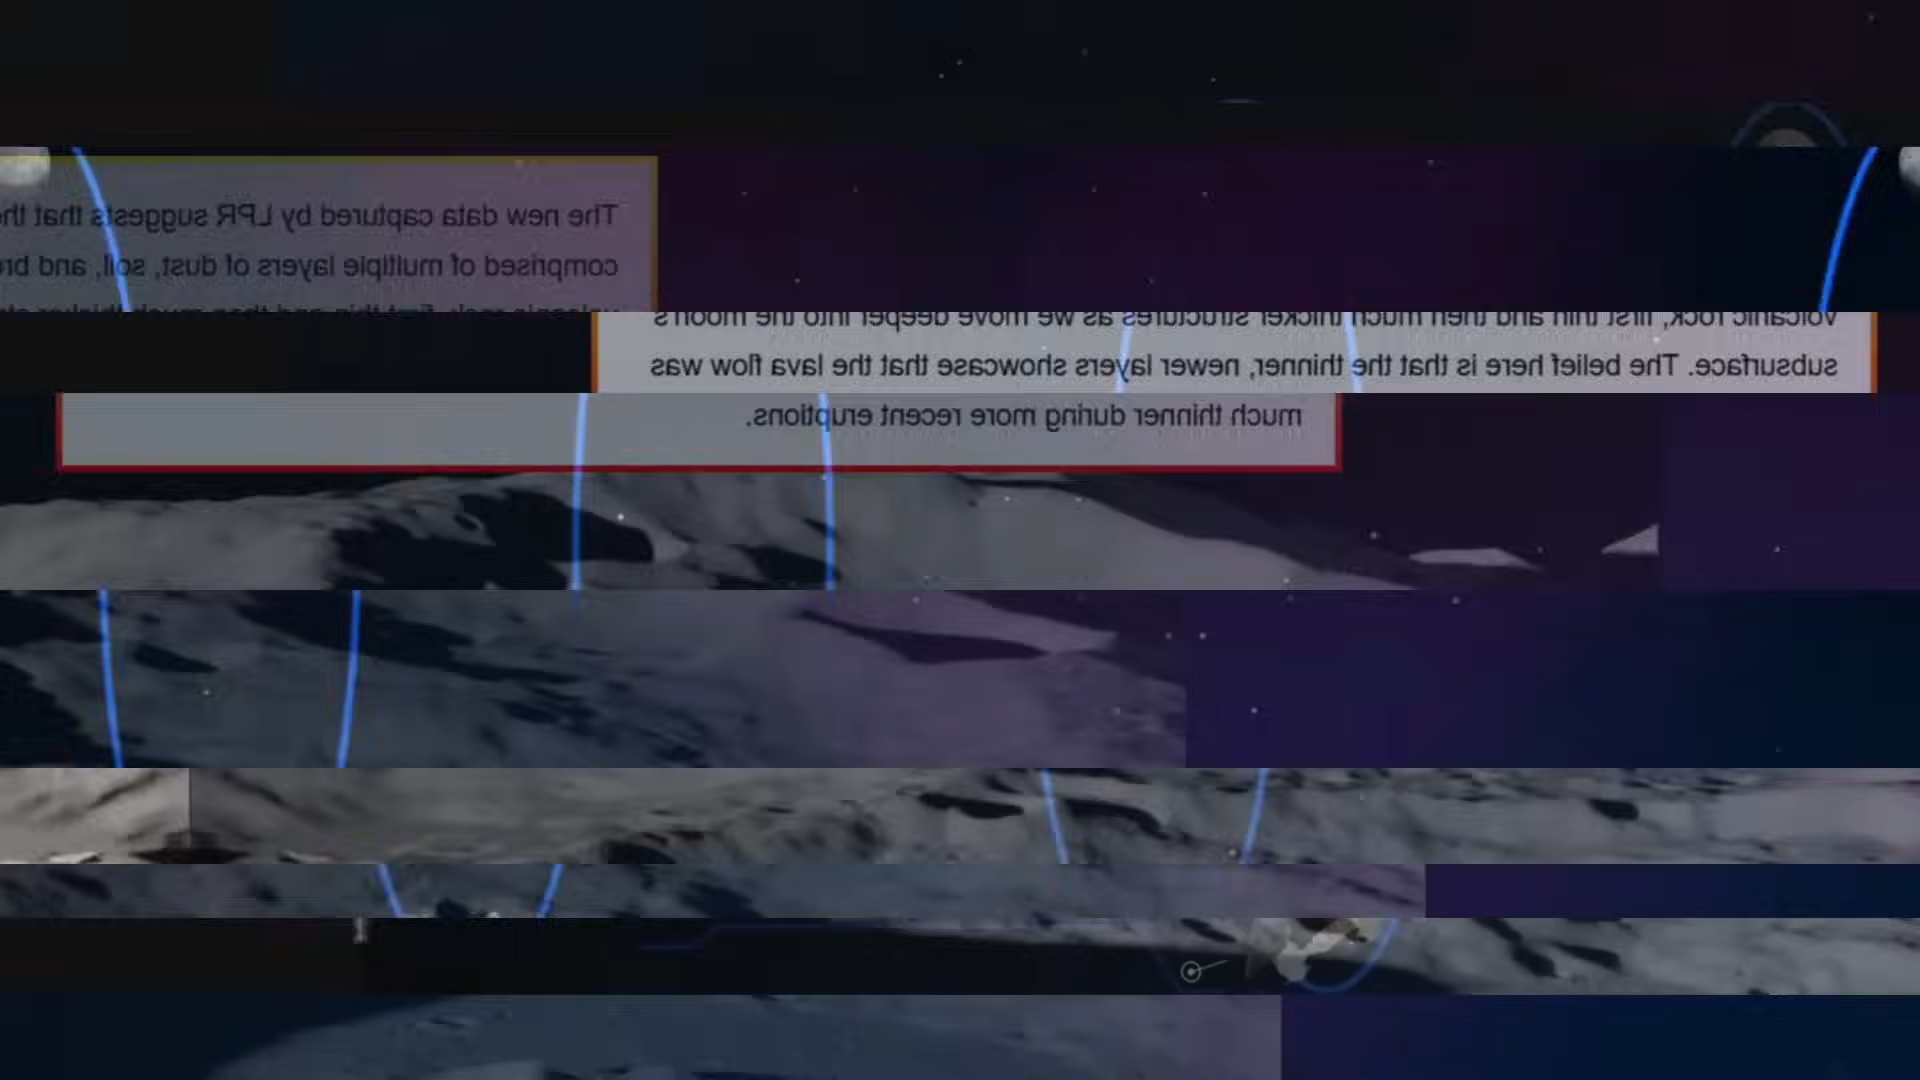 The new data captured by LPR suggests that the
comprised of multiple layers of dust, soil, and
volcanic rock, first thin and then much thicker structures as we move deeper into the moon's
subsurface. The belief here is that the thinner, newer layers showcase that the lava flow was
much thinner during more recent eruptions.